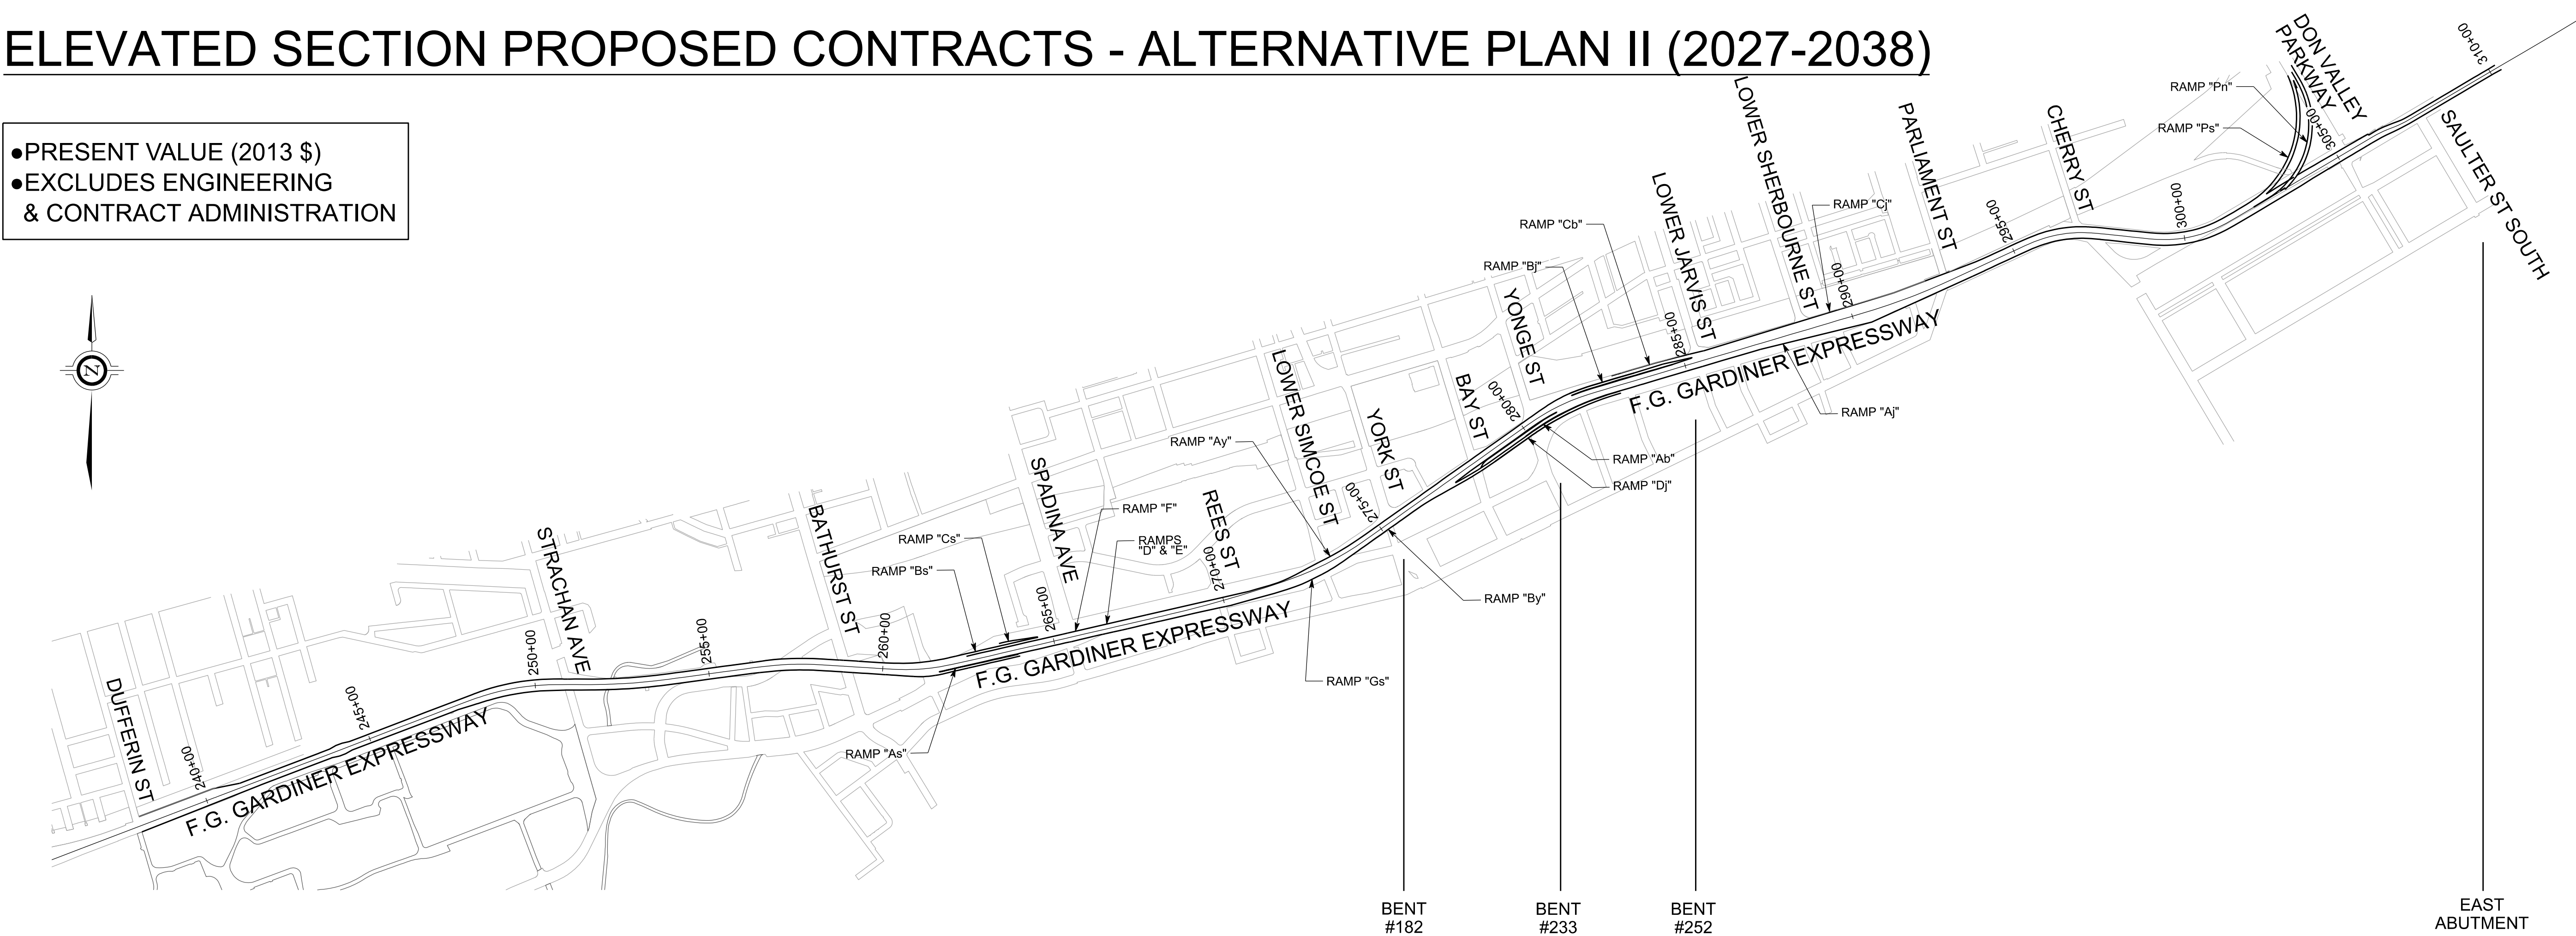 ELEVATED SECTION PROPOSED CONTRACTS - ALTERNATIVE PLAN II (2027-2038)
●PRESENT VALUE (2013 $)
●EXCLUDES ENGINEERING
& CONTRACT ADMINISTRATION
N
DUFFERIN ST
240+00
F.G. GARDINER EXPRESSWAY
245+00
250+00
STRACHAN AVE
255+00
BATHURST ST
260+00
RAMP "As"
RAMP "Bs"
RAMP "Cs"
265+00
SPADINA AVE
F.G. GARDINER EXPRESSWAY
RAMP "F"
RAMPS
"D" & "E"
REES ST
270+00
RAMP "Gs"
RAMP "Ay"
LOWER SIMCOE ST
YORK ST
275+00
RAMP "By"
BAY ST
YONGE ST
280+00
RAMP "Ab"
RAMP "Dj"
RAMP "Bj"
RAMP "Cb"
LOWER JARVIS ST
285+00
F.G. GARDINER EXPRESSWAY
RAMP "Aj"
LOWER SHERBOURNE ST
RAMP "Cj"
290+00
PARLIAMENT ST
295+00
CHERRY ST
300+00
RAMP "Pn"
RAMP "Ps"
DON VALLEY
PARKWAY
305+00
310+00
SAULTER ST SOUTH
BENT
#182
BENT
#233
BENT
#252
EAST
ABUTMENT